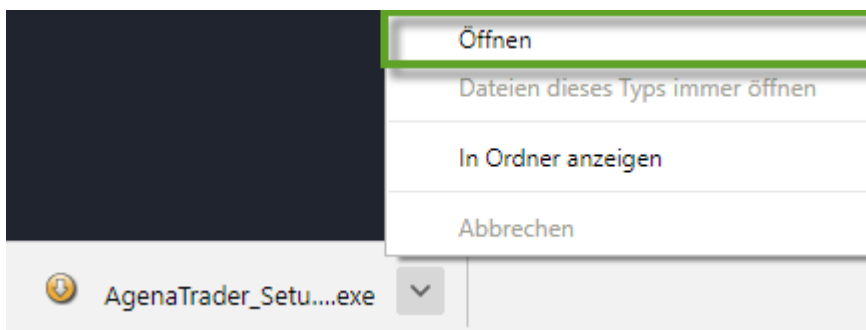 Öffnen
Dateien dieses Typs immer öffnen
In Ordner anzeigen
Abbrechen
AgenaTrader_Setu....exe